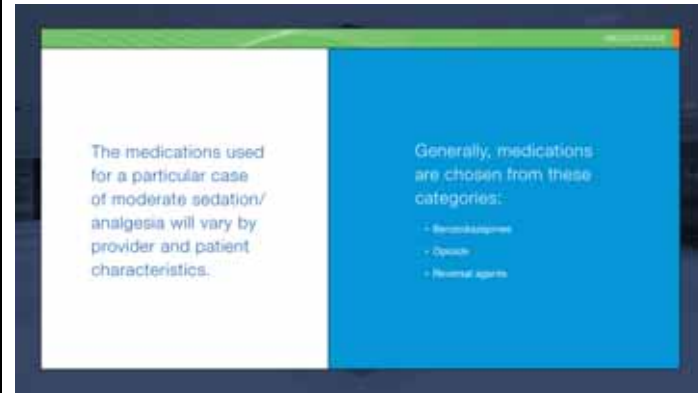 The medications used
for a particular case
of moderate sedation/
analgesia will vary by
provider and patient
characteristics.
Generally, medications
are chosen from these
categories:
• Benzodiazepines
• Opioids
• Reversal agents